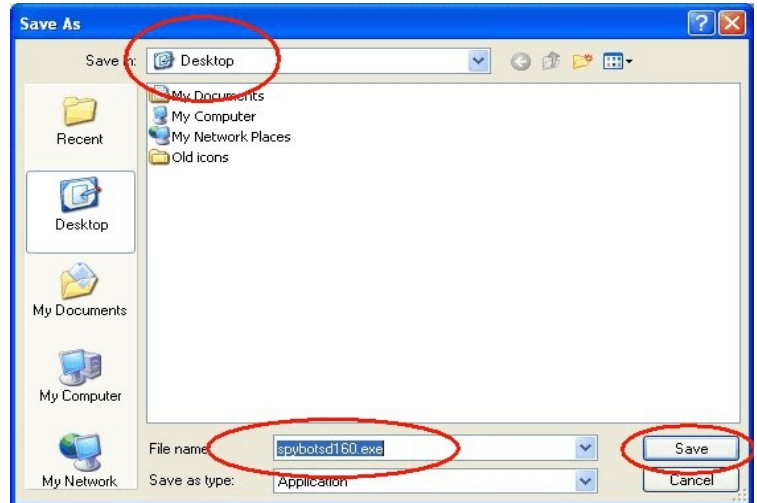 Save As
Save in: Desktop
My Documents
My Computer
My Network Places
Old icons
Recent
Desktop
My Documents
My Computer
My Network
File name: spybotsd160.exe
Save
Save as type: Application
Cancel